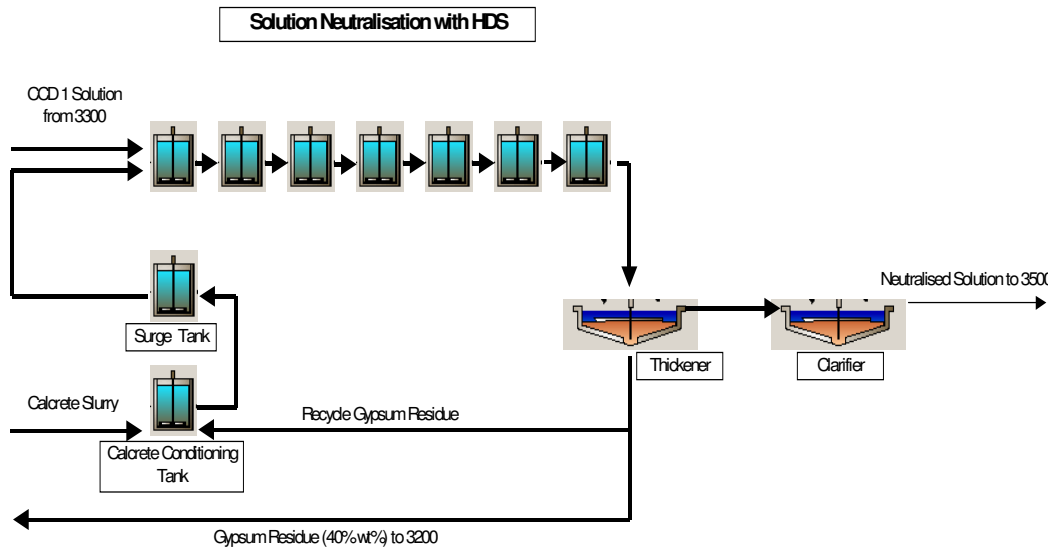 Solution Neutralisation with HDS
CCD 1 Solution
from 3300
Neutralised Solution to 3500
Surge Tank
Thickener
Clarifier
Calcrete Slurry
Recycle Gypsum Residue
Calcrete Conditioning
Tank
Gypsum Residue (40% wt%) to 3200